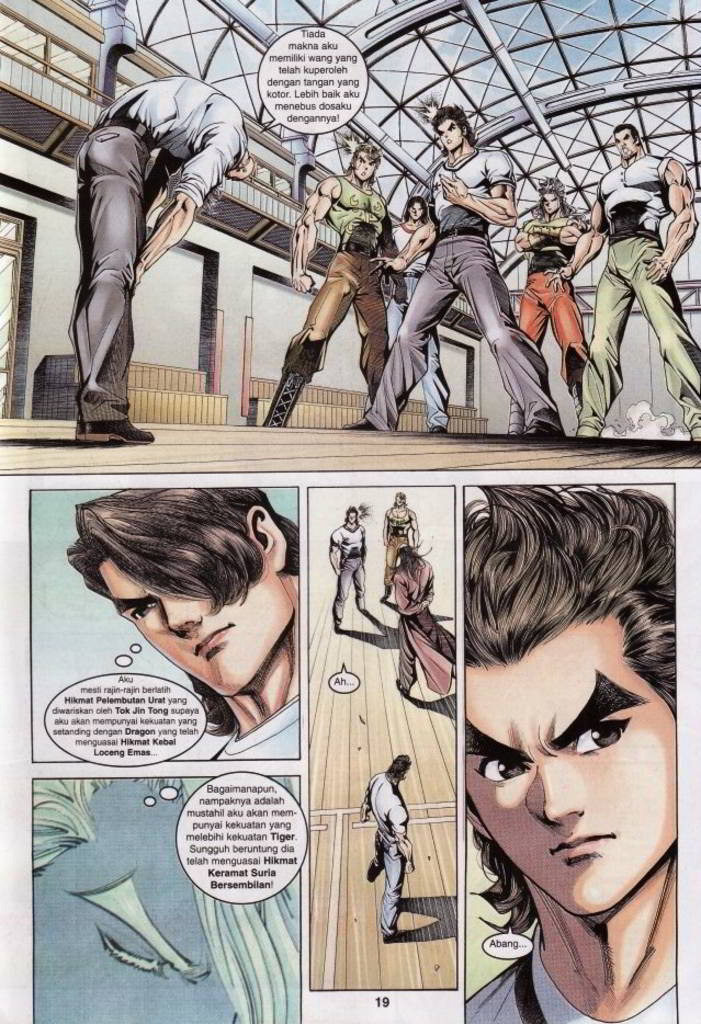 Tiada
makna aku
memiliki wang yang
telah kuperoleh
dengan tangan yang
kotor. Lebih baik aku
menebus dosaku
dengannya!
Aku
mesti rajin-rajin berlatih
Hikmat Pelembutan Urat yang
diwariskan oleh Tok Jin Tong supaya
aku akan mempunyai kekuatan yang
setanding dengan Dragon yang telah
menguasai Hikmat Kebal
Loceng Emas...
Bagaimanapun,
nampaknya adalah
mustahil aku akan mem-
punyai kekuatan yang
melebihi kekuatan Tiger.
Sungguh beruntung dia
telah menguasai Hikmat
Keramat Suria
Bersembilan!
Ah...
Abang...
19